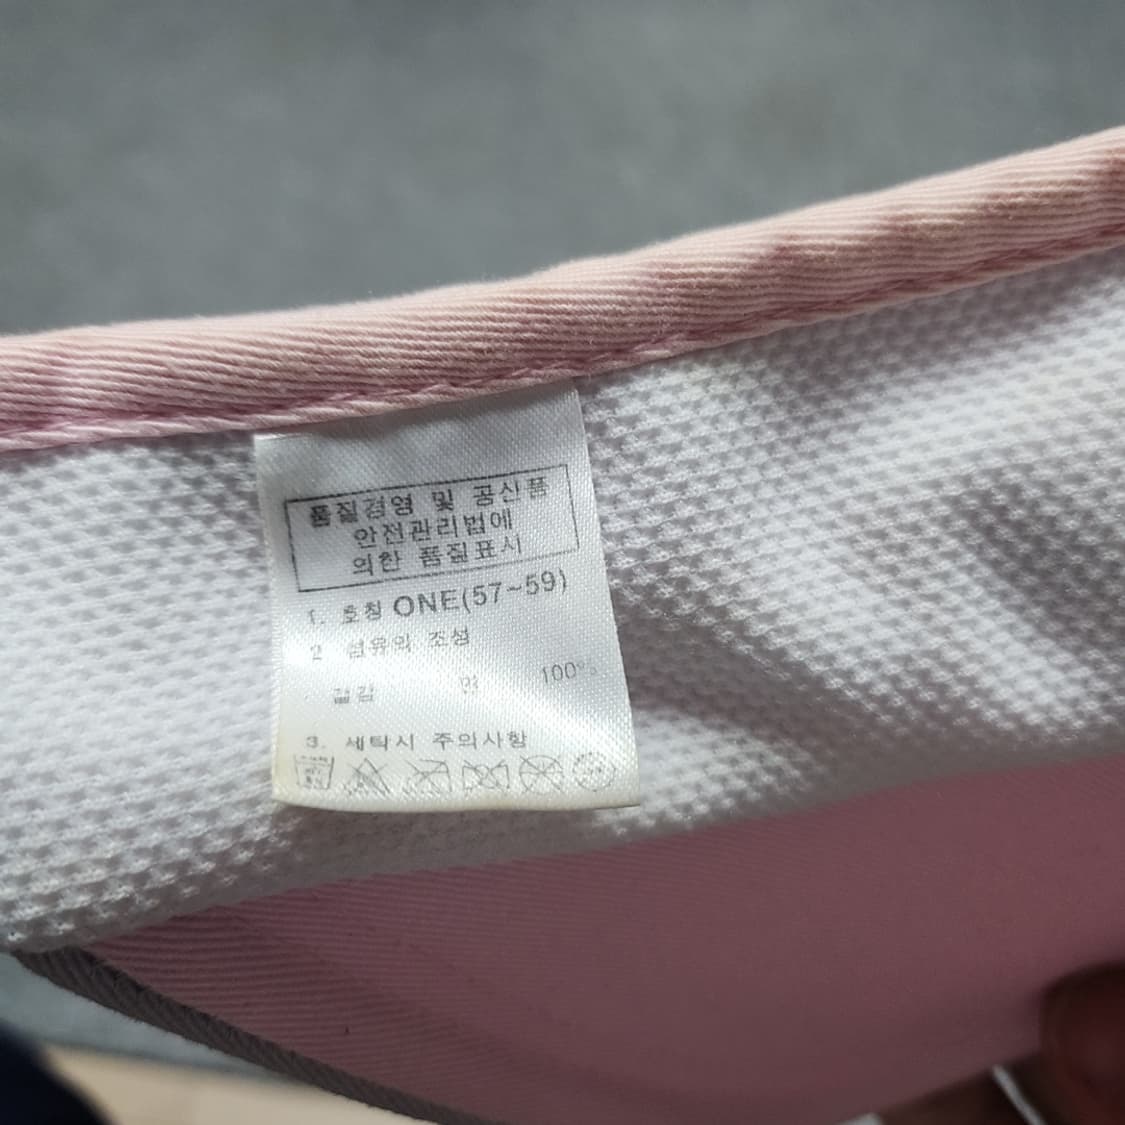 품질경영 및 공산품
안전관리법에
의한 품질표시
1. 호칭 ONE(57~59)
2 섬유의 조성
겉감 면 100%
3. 세탁시 주의사항